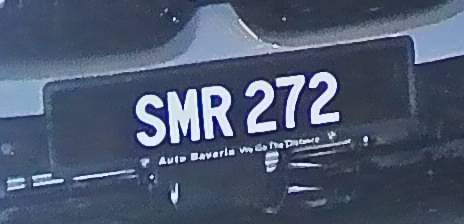 SMR 272
Auto Bavaria We Go The Distance